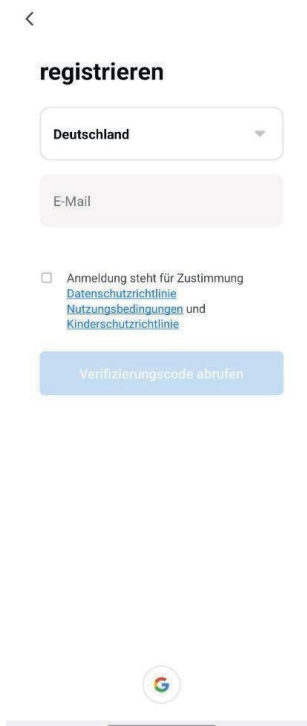 registrieren
Deutschland
E-Mail
Anmeldung steht für Zustimmung
Datenschutzrichtlinie
Nutzungsbedingungen und
Kinderschutzrichtlinie
Verifizierungscode abrufen